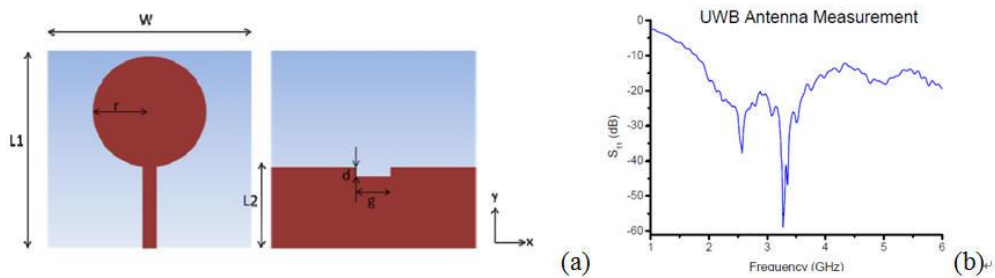 W
L1
r
L2
d
g
Y
x
(a)
UWB Antenna Measurement
S11 (dB)
0
-10
-20
-30
-40
-50
-60
1 2 3 4 5 6
Frequency (GHz)
(b)